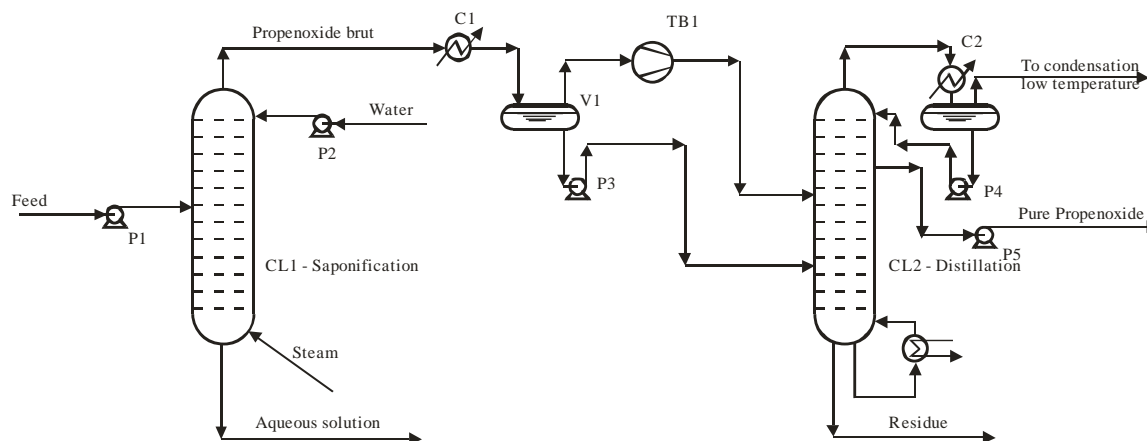 Propenoxide brut
C1
TB1
C2
To condensation
low temperature
V1
Water
P2
Feed
P1
P3
P4
Pure Propenoxide
P5
CL1 - Saponification
CL2 - Distillation
Steam
Aqueous solution
Residue